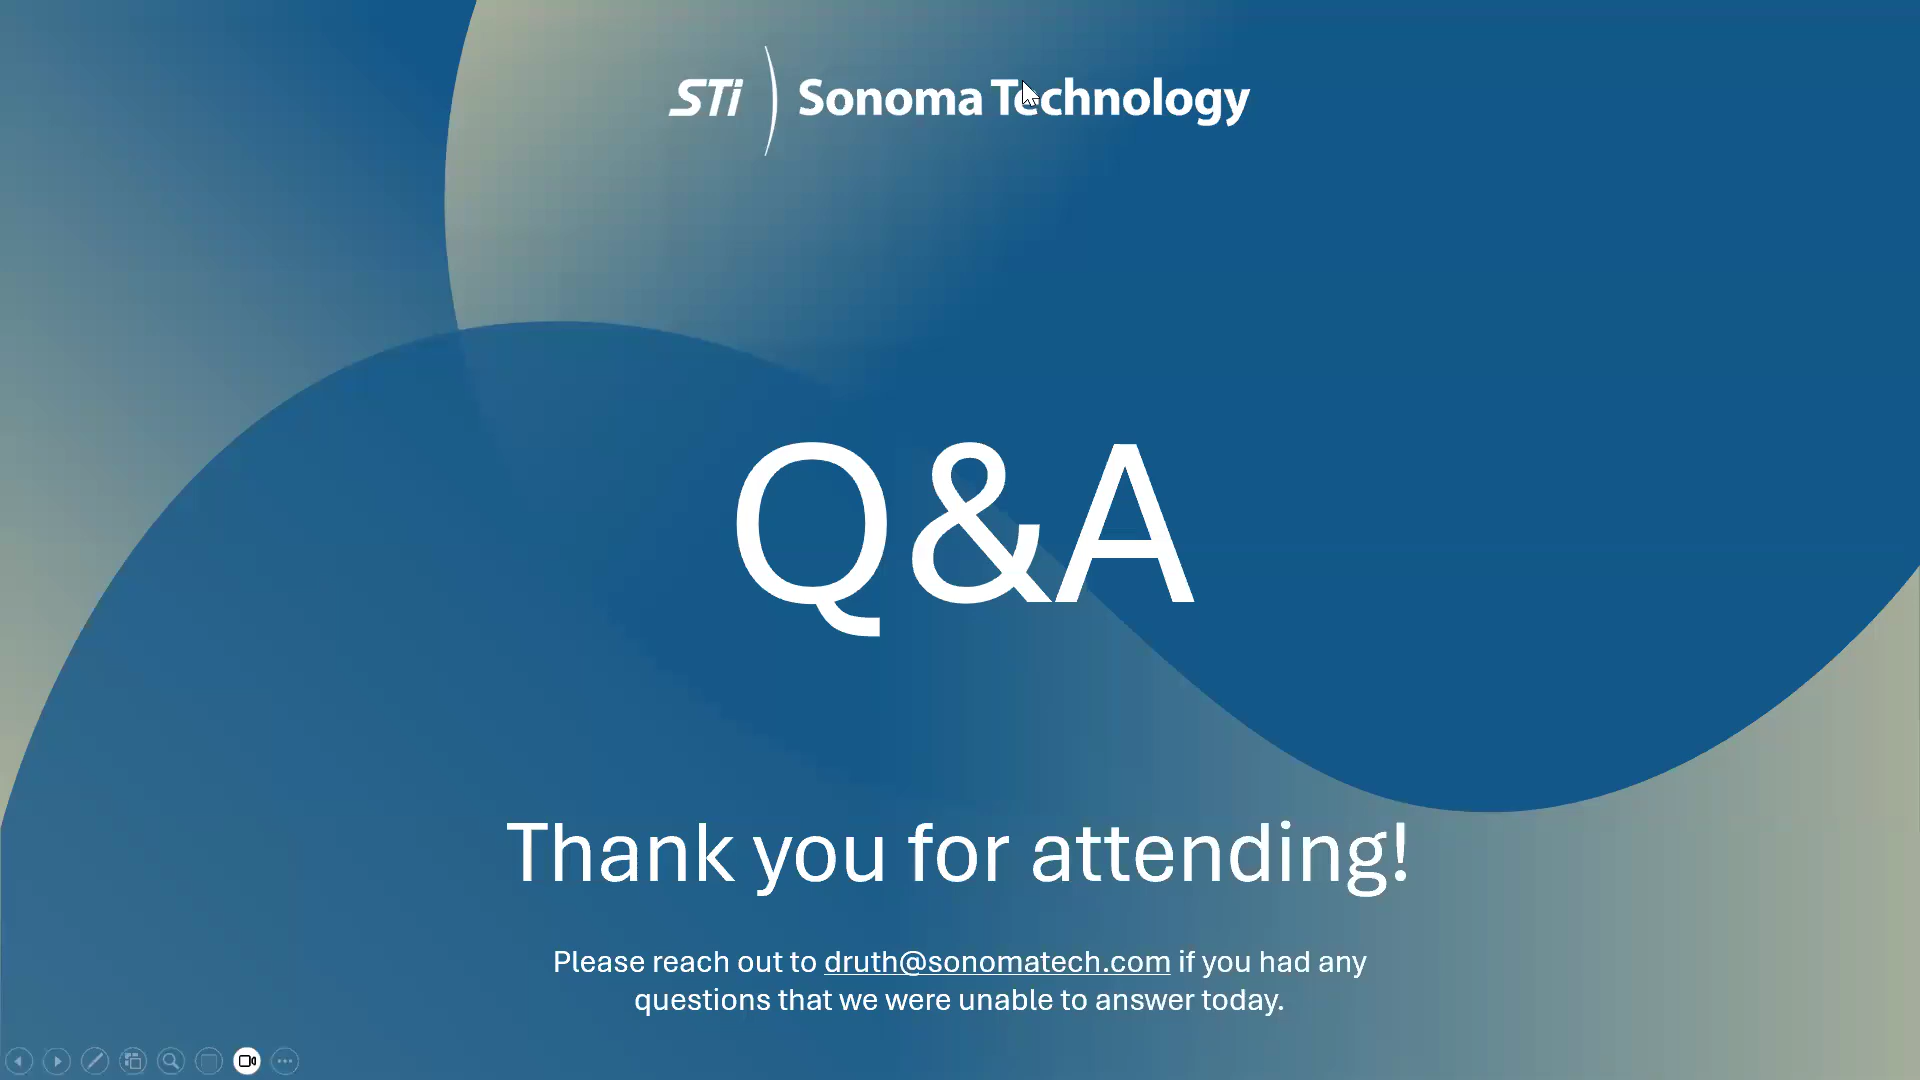 STi Sonoma Technology
Q&A
Thank you for attending!
Please reach out to druth@sonomatech.com if you had any
questions that we were unable to answer today.